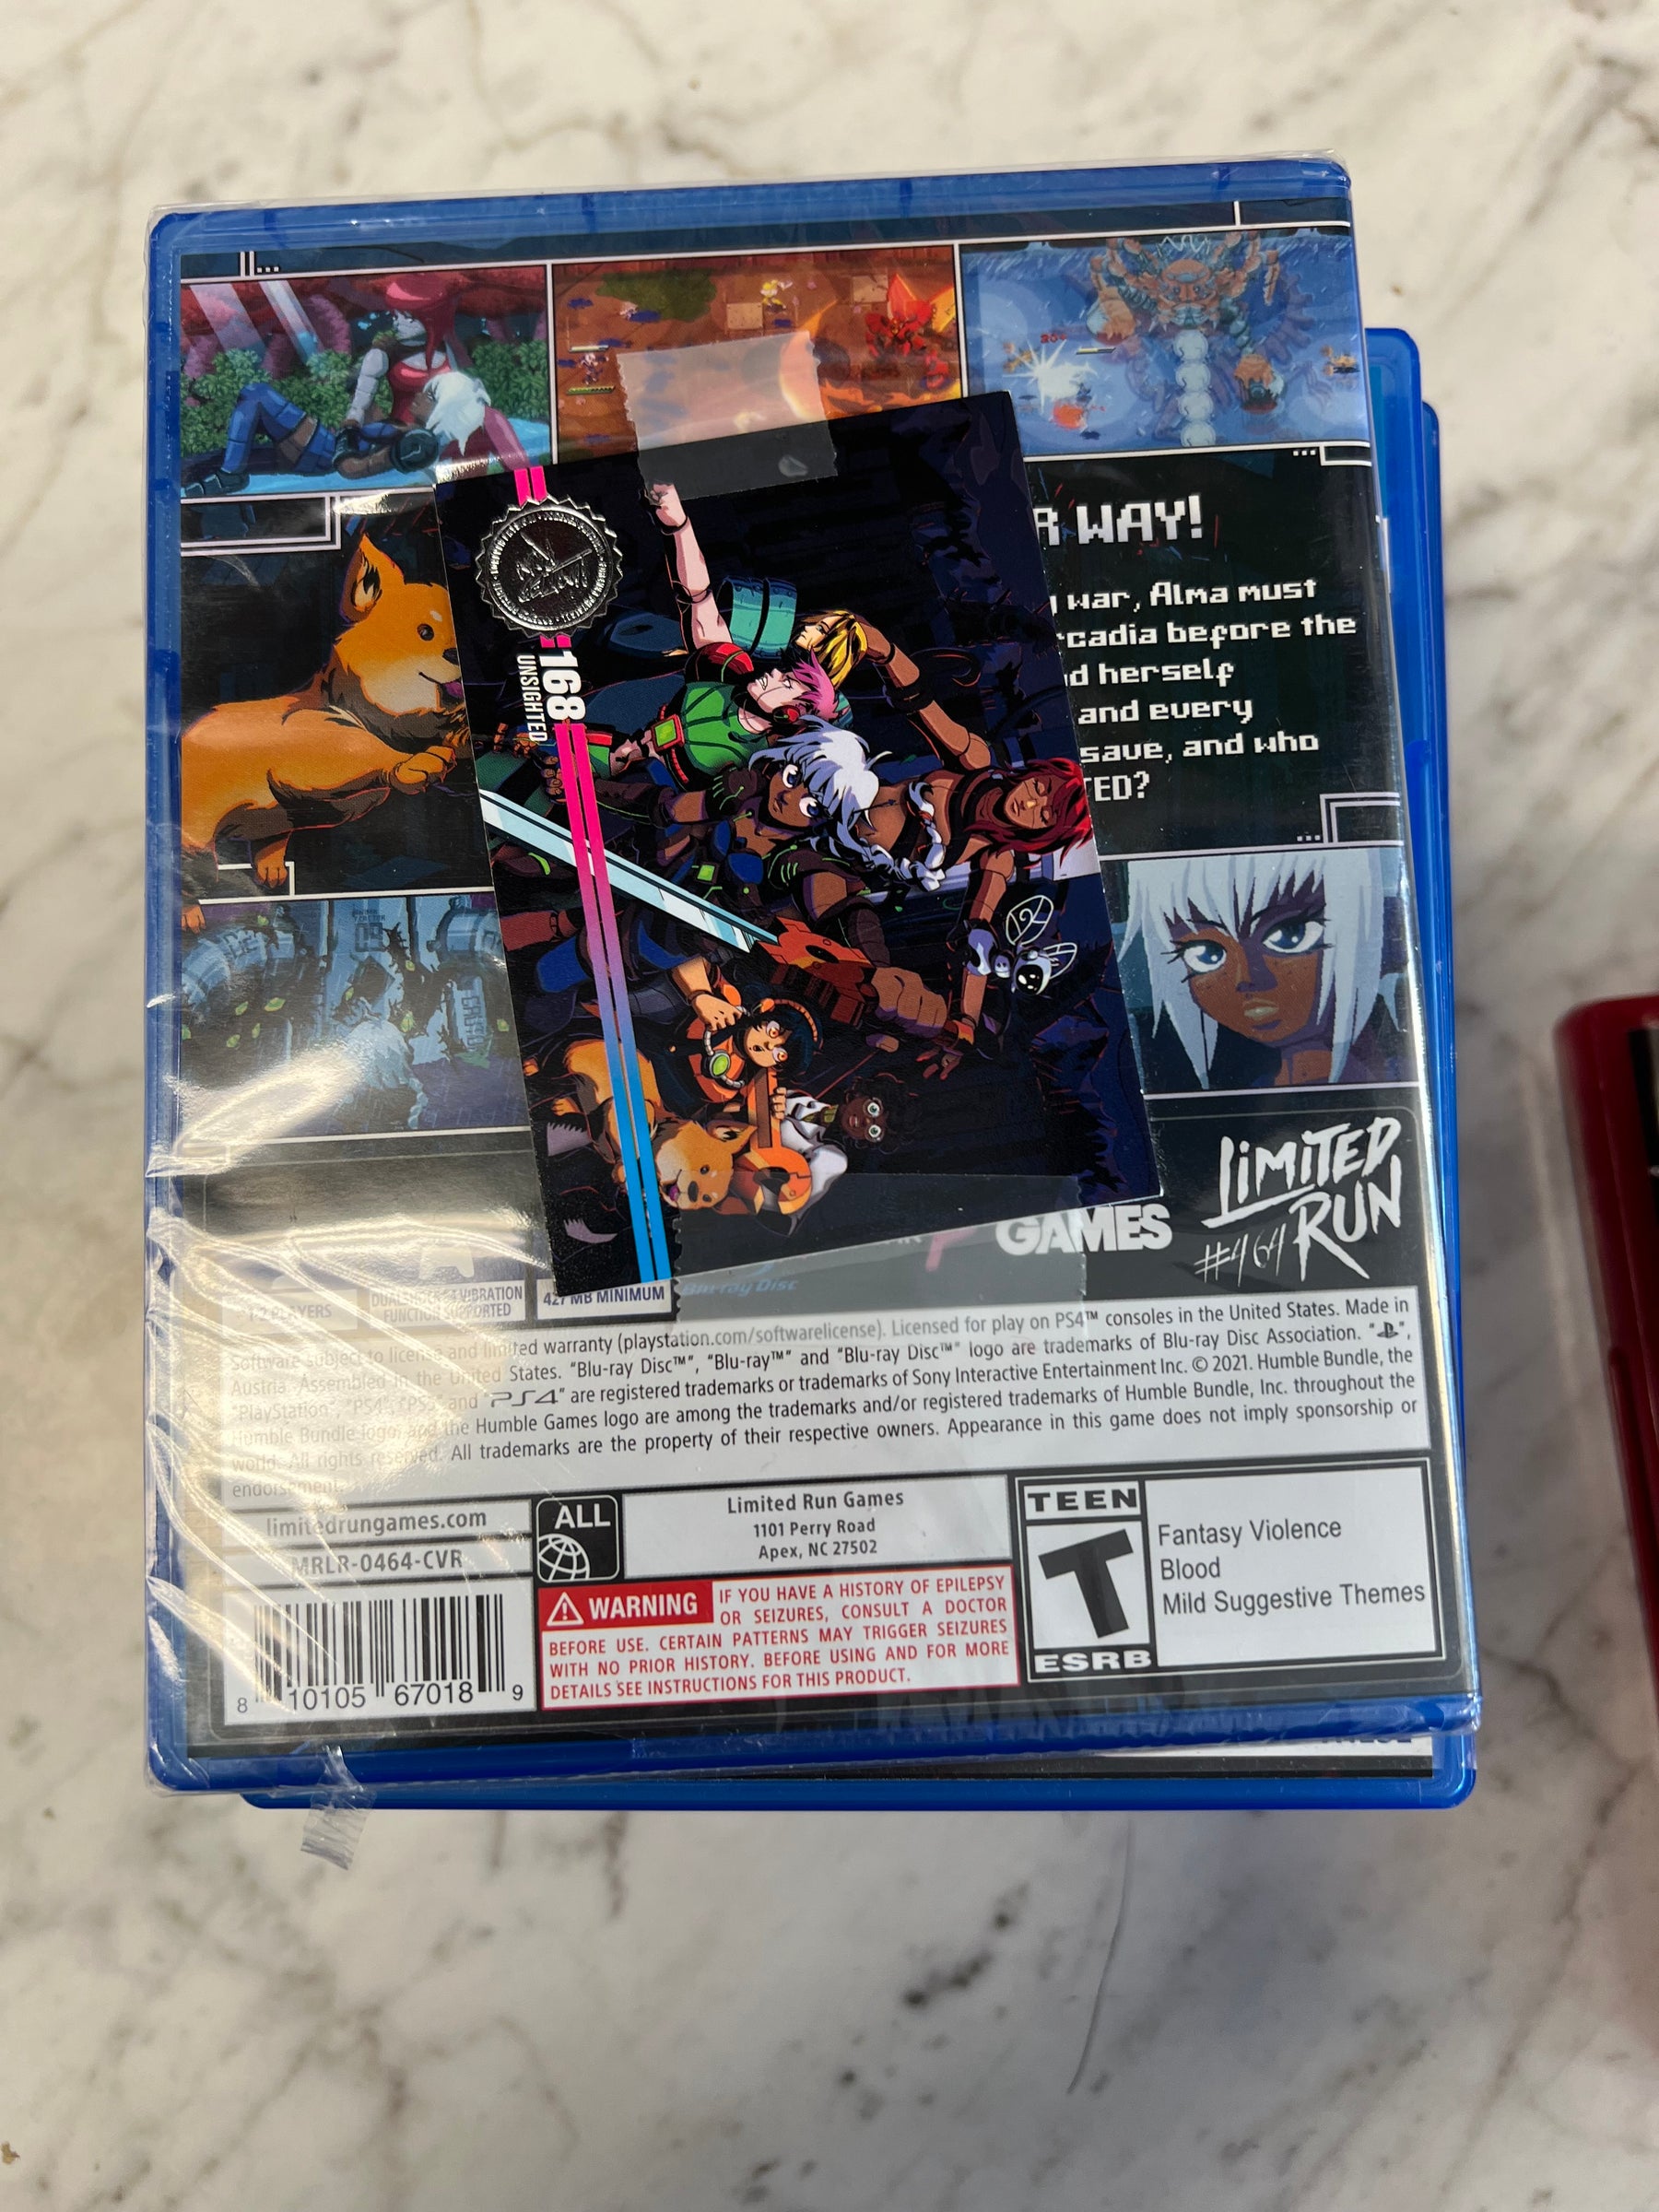 R WAY!
war, Alma must
cadia before the
d herself
and every
save, and who
TED?
168
UNSIGHTED
GAMES
LIMITED
RUN
#464
1-2 PLAYERS
DUALSHOCK 4 VIBRATION
FUNCTION SUPPORTED
427 MB MINIMUM
Blu-ray Disc
Software subject to license and limited warranty (playstation.com/softwarelicense). Licensed for play on PS4™ consoles in the United States. Made in
Austria. Assembled in the United States. "Blu-ray Disc™", "Blu-ray™" and "Blu-ray Disc™" logo are trademarks of Blu-ray Disc Association. " ",
"PlayStation", "PS4", "PS5" and "PS4" are registered trademarks or trademarks of Sony Interactive Entertainment Inc. © 2021. Humble Bundle, the
Humble Bundle logo, and the Humble Games logo are among the trademarks and/or registered trademarks of Humble Bundle, Inc. throughout the
world. All rights reserved. All trademarks are the property of their respective owners. Appearance in this game does not imply sponsorship or
endorsement.
limitedrungames.com
MRLR-0464-CVR
ALL
Limited Run Games
1101 Perry Road
Apex, NC 27502
WARNING IF YOU HAVE A HISTORY OF EPILEPSY
OR SEIZURES, CONSULT A DOCTOR
BEFORE USE. CERTAIN PATTERNS MAY TRIGGER SEIZURES
WITH NO PRIOR HISTORY. BEFORE USING AND FOR MORE
DETAILS SEE INSTRUCTIONS FOR THIS PRODUCT.
TEEN
T
ESRB
Fantasy Violence
Blood
Mild Suggestive Themes
8 10105 67018 9